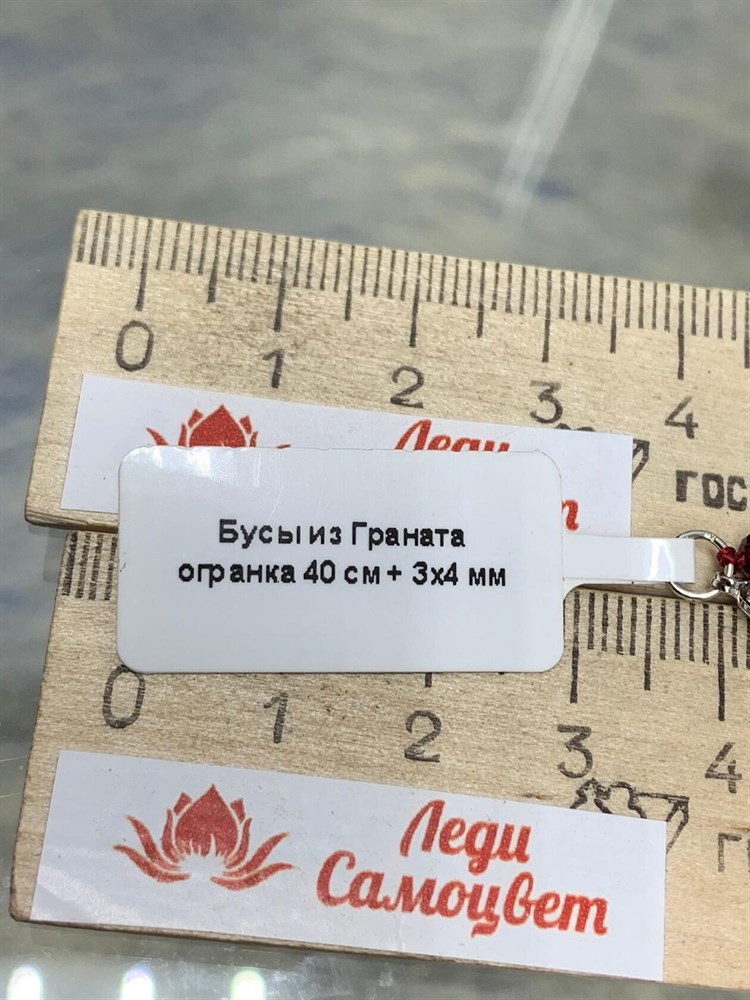 0 1 2 3 4
Леди
ГОС
Бусы из Граната
огранка 40 см+ 3х4 мм
0 1 2 3 4
Леди
Самоцвет